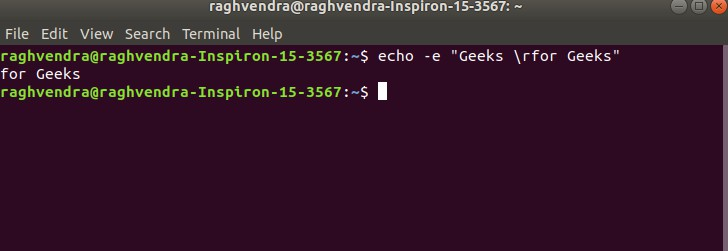 raghvendra@raghvendra-Inspiron-15-3567: ~
File Edit View Search Terminal Help
raghvendra@raghvendra-Inspiron-15-3567:~$ echo -e "Geeks \rfor Geeks"
for Geeks
raghvendra@raghvendra-Inspiron-15-3567:~$